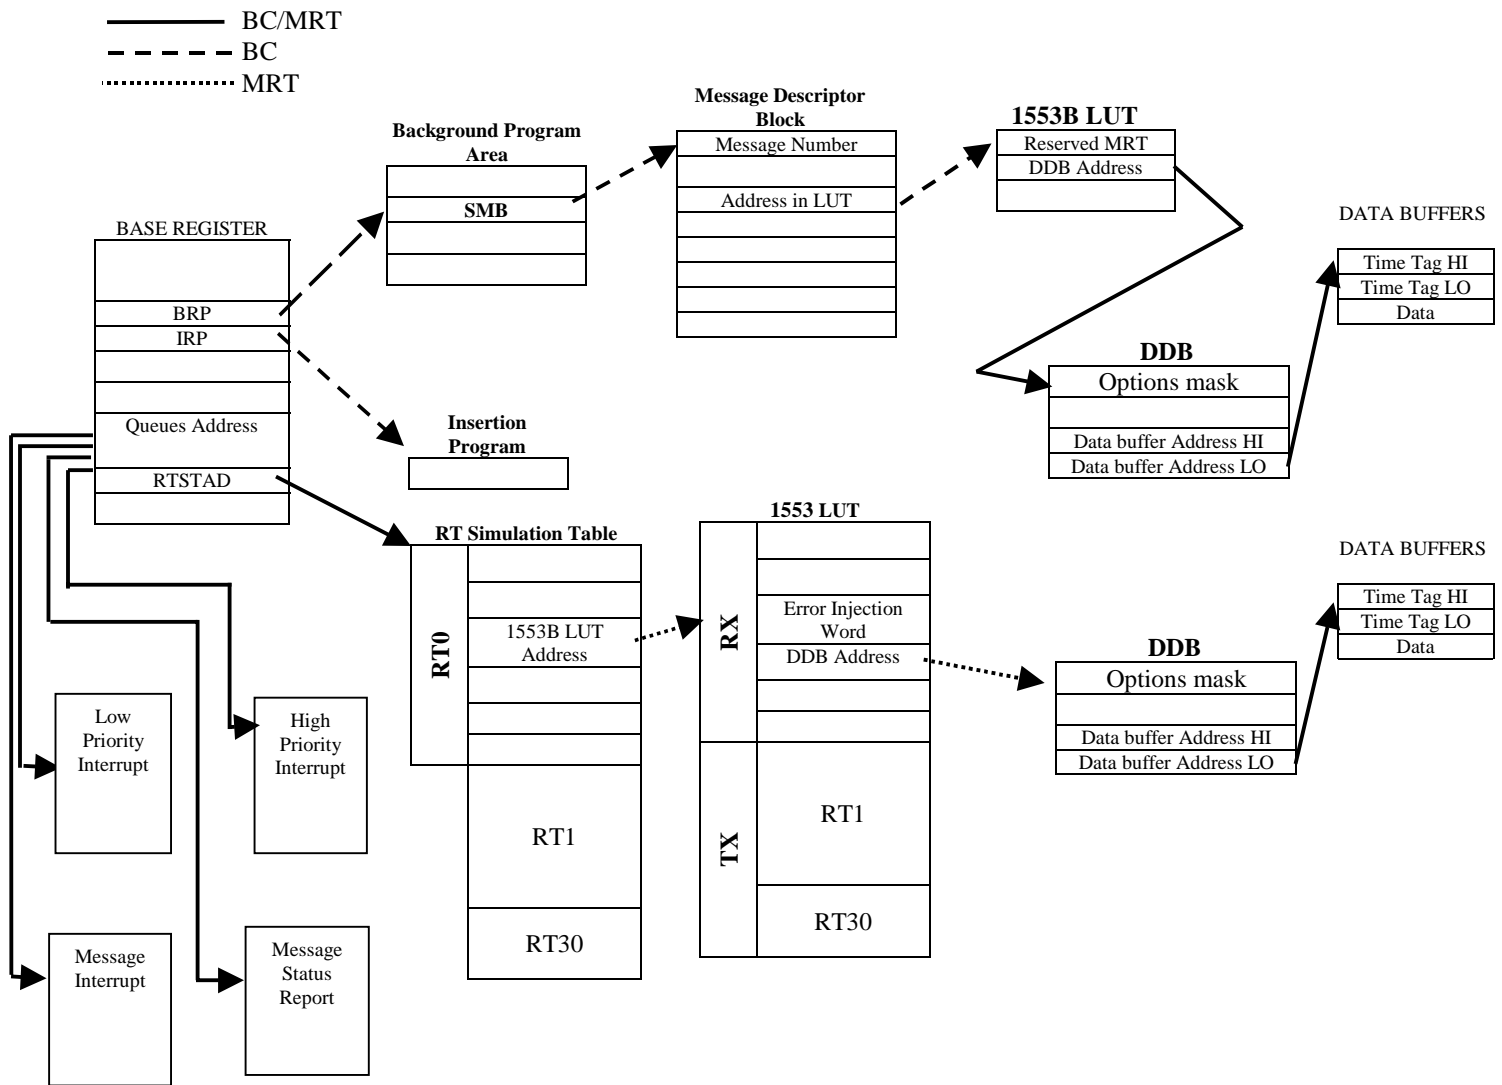 BC/MRT
BC
MRT
Background Program
Area
SMB
Message Descriptor
Block
Message Number
Address in LUT
1553B LUT
Reserved MRT
DDB Address
DATA BUFFERS
Time Tag HI
Time Tag LO
Data
BASE REGISTER
BRP
IRP
Queues Address
RTSTAD
DDB
Options mask
Data buffer Address HI
Data buffer Address LO
Insertion
Program
RT Simulation Table
RT0
1553B LUT
Address
RT1
RT30
1553 LUT
RX
Error Injection
Word
DDB Address
TX
RT1
RT30
DATA BUFFERS
Time Tag HI
Time Tag LO
Data
DDB
Options mask
Data buffer Address HI
Data buffer Address LO
Low
Priority
Interrupt
High
Priority
Interrupt
Message
Interrupt
Message
Status
Report